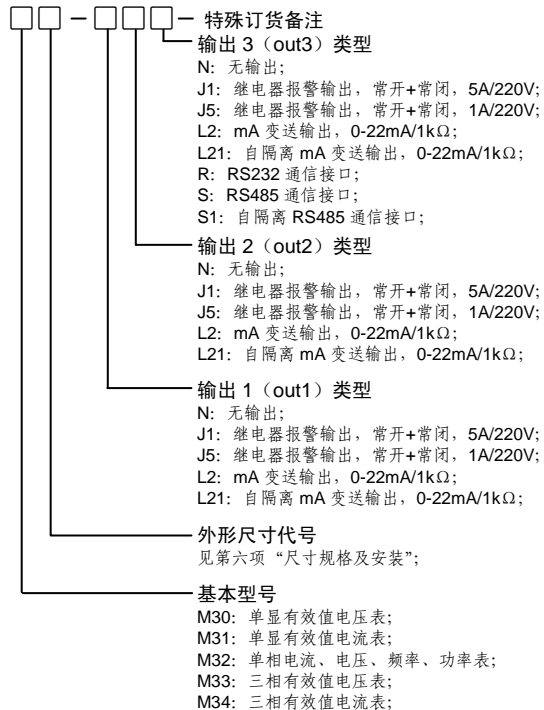 □□－□□□－特殊订货备注
输出 3（out3）类型
N：无输出；
J1：继电器报警输出，常开+常闭，5A/220V；
J5：继电器报警输出，常开+常闭，1A/220V；
L2：mA 变送输出，0-22mA/1kΩ；
L21：自隔离 mA 变送输出，0-22mA/1kΩ；
R：RS232 通信接口；
S：RS485 通信接口；
S1：自隔离 RS485 通信接口；
输出 2（out2）类型
N：无输出；
J1：继电器报警输出，常开+常闭，5A/220V；
J5：继电器报警输出，常开+常闭，1A/220V；
L2：mA 变送输出，0-22mA/1kΩ；
L21：自隔离 mA 变送输出，0-22mA/1kΩ；
输出 1（out1）类型
N：无输出；
J1：继电器报警输出，常开+常闭，5A/220V；
J5：继电器报警输出，常开+常闭，1A/220V；
L2：mA 变送输出，0-22mA/1kΩ；
L21：自隔离 mA 变送输出，0-22mA/1kΩ；
外形尺寸代号
见第六项“尺寸规格及安装”；
基本型号
M30：单显有效值电压表；
M31：单显有效值电流表；
M32：单相电流、电压、频率、功率表；
M33：三相有效值电压表；
M34：三相有效值电流表；